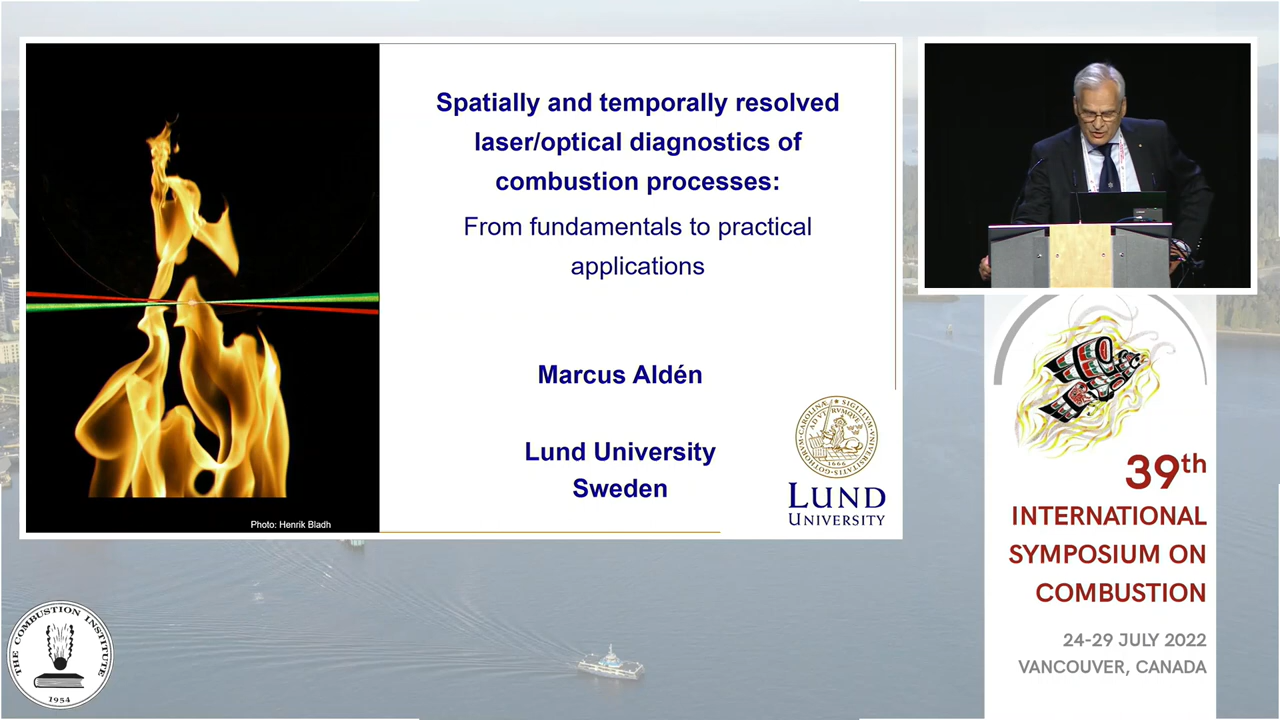 Spatially and temporally resolved
laser/optical diagnostics of
combustion processes:
From fundamentals to practical
applications
Marcus Aldén
Lund University
Sweden
LUND
UNIVERSITY
Photo: Henrik Bladh
39th
INTERNATIONAL
SYMPOSIUM ON
COMBUSTION
24-29 JULY 2022
VANCOUVER, CANADA
THE COMBUSTION INSTITUTE
1954
1666